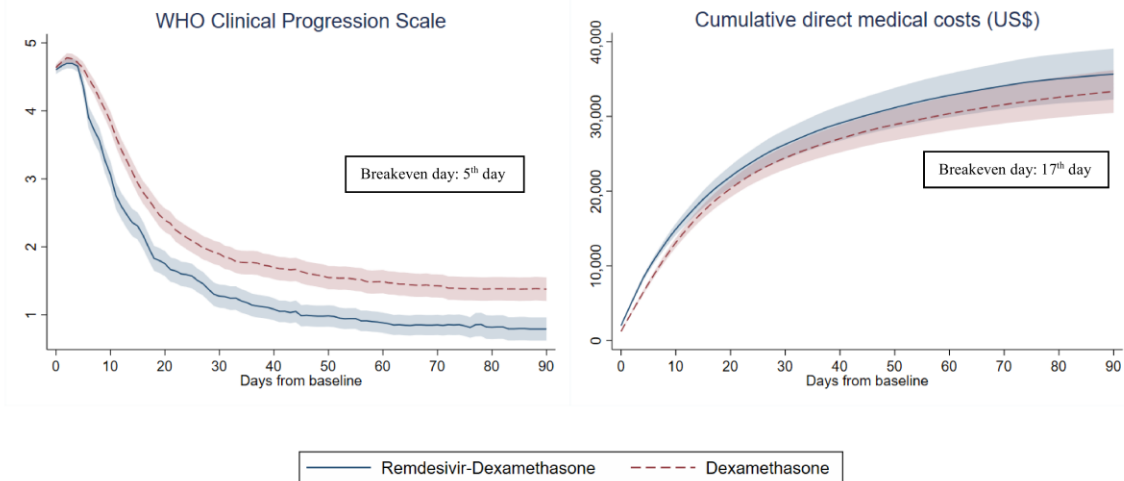 WHO Clinical Progression Scale
5
4
3
2
1
Breakeven day: 5th day
0 10 20 30 40 50 60 70 80 90
Days from baseline
Cumulative direct medical costs (US$)
40,000
30,000
20,000
10,000
0
Breakeven day: 17th day
0 10 20 30 40 50 60 70 80 90
Days from baseline
Remdesivir-Dexamethasone Dexamethasone